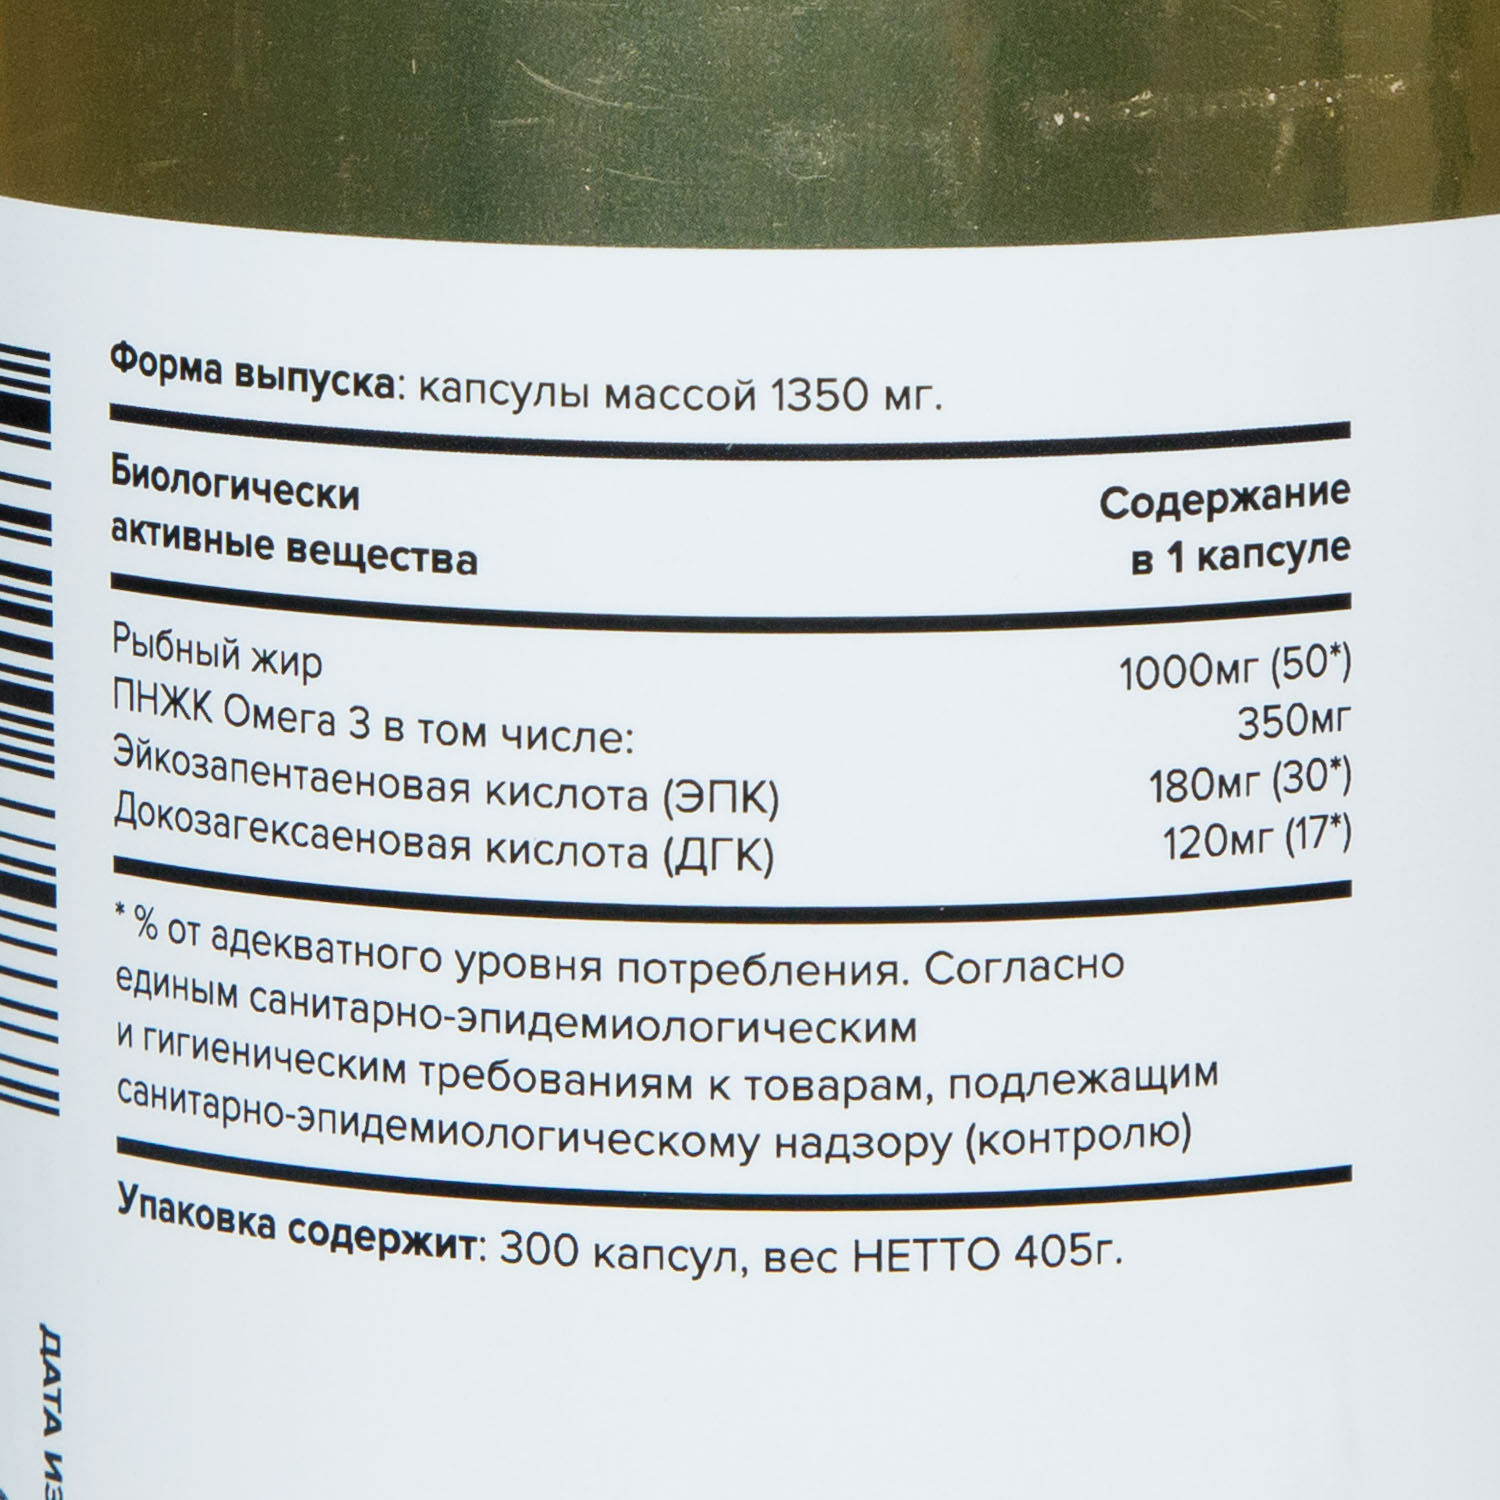 Форма выпуска: капсулы массой 1350 мг.
Биологически активные вещества
Содержание в 1 капсуле
Рыбный жир 1000мг (50*)
ПНЖК Омега 3 в том числе: 350мг
Эйкозапентаеновая кислота (ЭПК) 180мг (30*)
Докозагексаеновая кислота (ДГК) 120мг (17*)
* % от адекватного уровня потребления. Согласно
единым санитарно-эпидемиологическим
и гигиеническим требованиям к товарам, подлежащим
санитарно-эпидемиологическому надзору (контролю)
Упаковка содержит: 300 капсул, вес НЕТТО 405г.
ДАТА